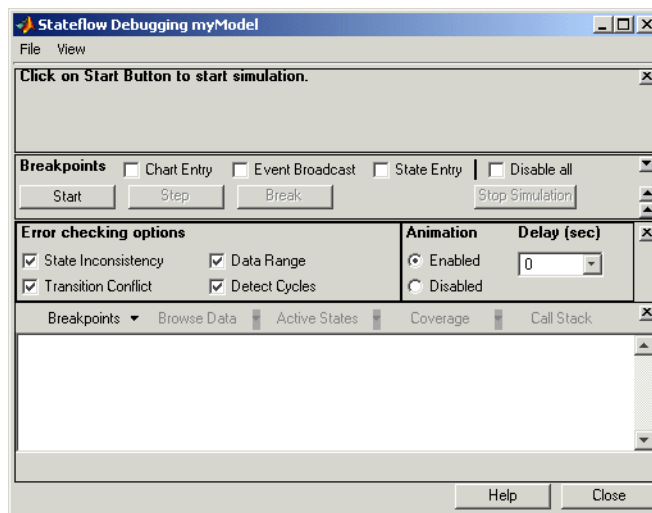 Stateflow Debugging myModel
File View
Click on Start Button to start simulation.
Breakpoints Chart Entry Event Broadcast State Entry Disable all
Start Step Break Stop Simulation
Error checking options Animation Delay (sec)
State Inconsistency Data Range Enabled 0
Transition Conflict Detect Cycles Disabled
Breakpoints Browse Data Active States Coverage Call Stack
Help Close